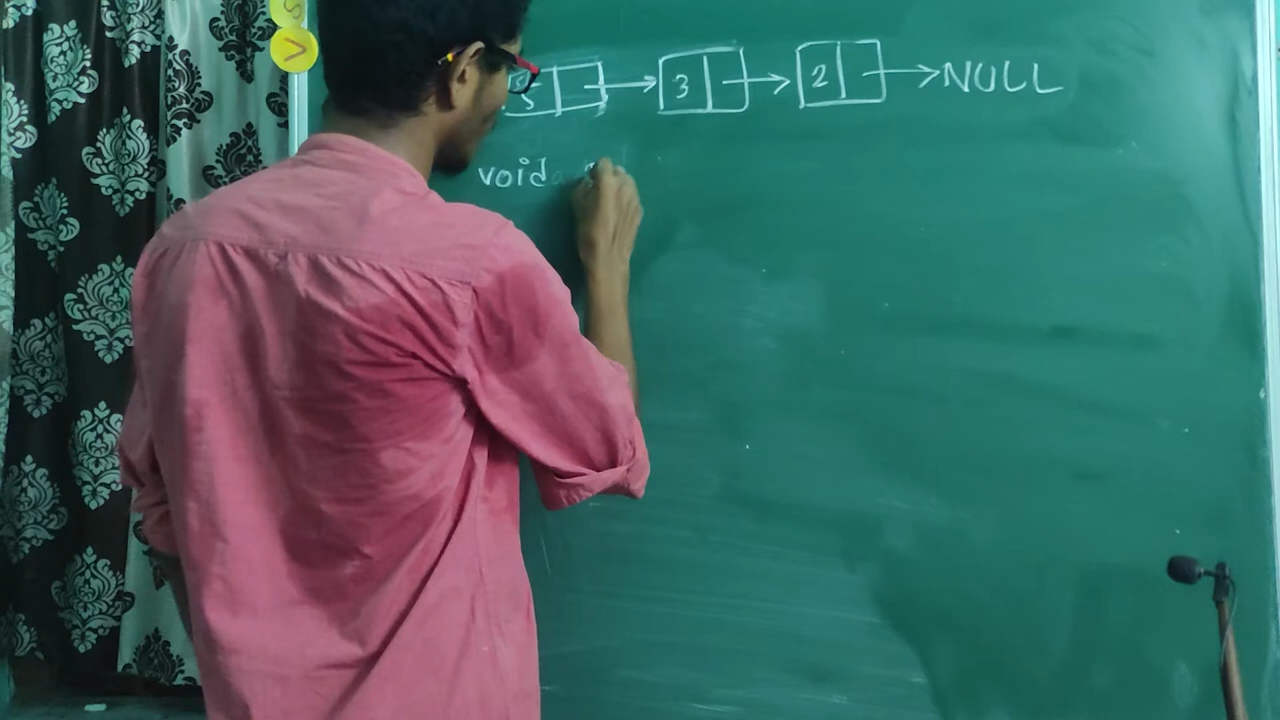 S
V
5 → 3 → 2 → NULL
void